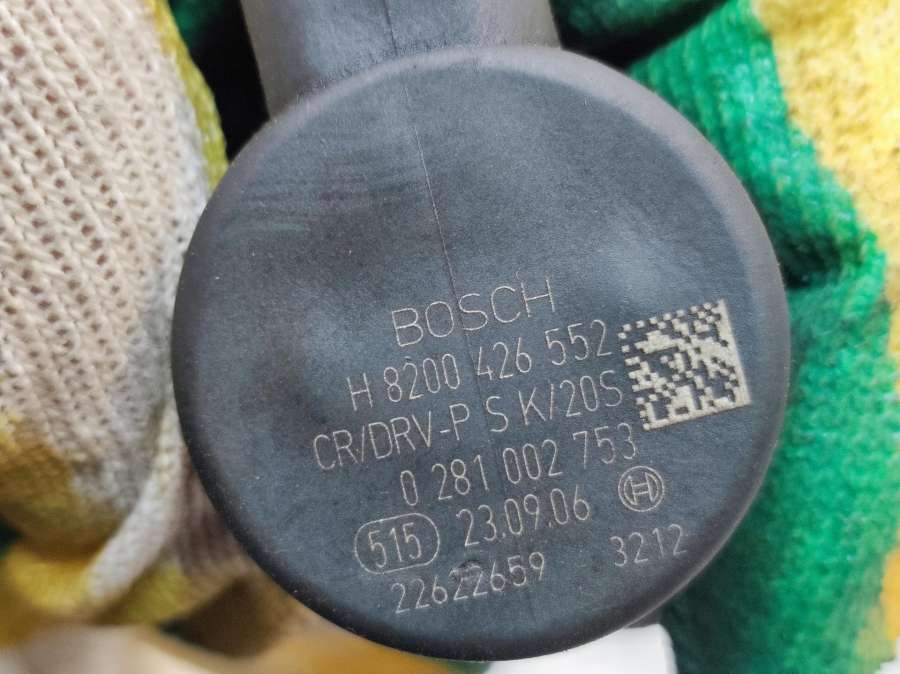 BOSCH
H 8200 426 552
CR/DRV-P S K/20S
0 281 002 753
515 23.09.06 H
22622659 3212